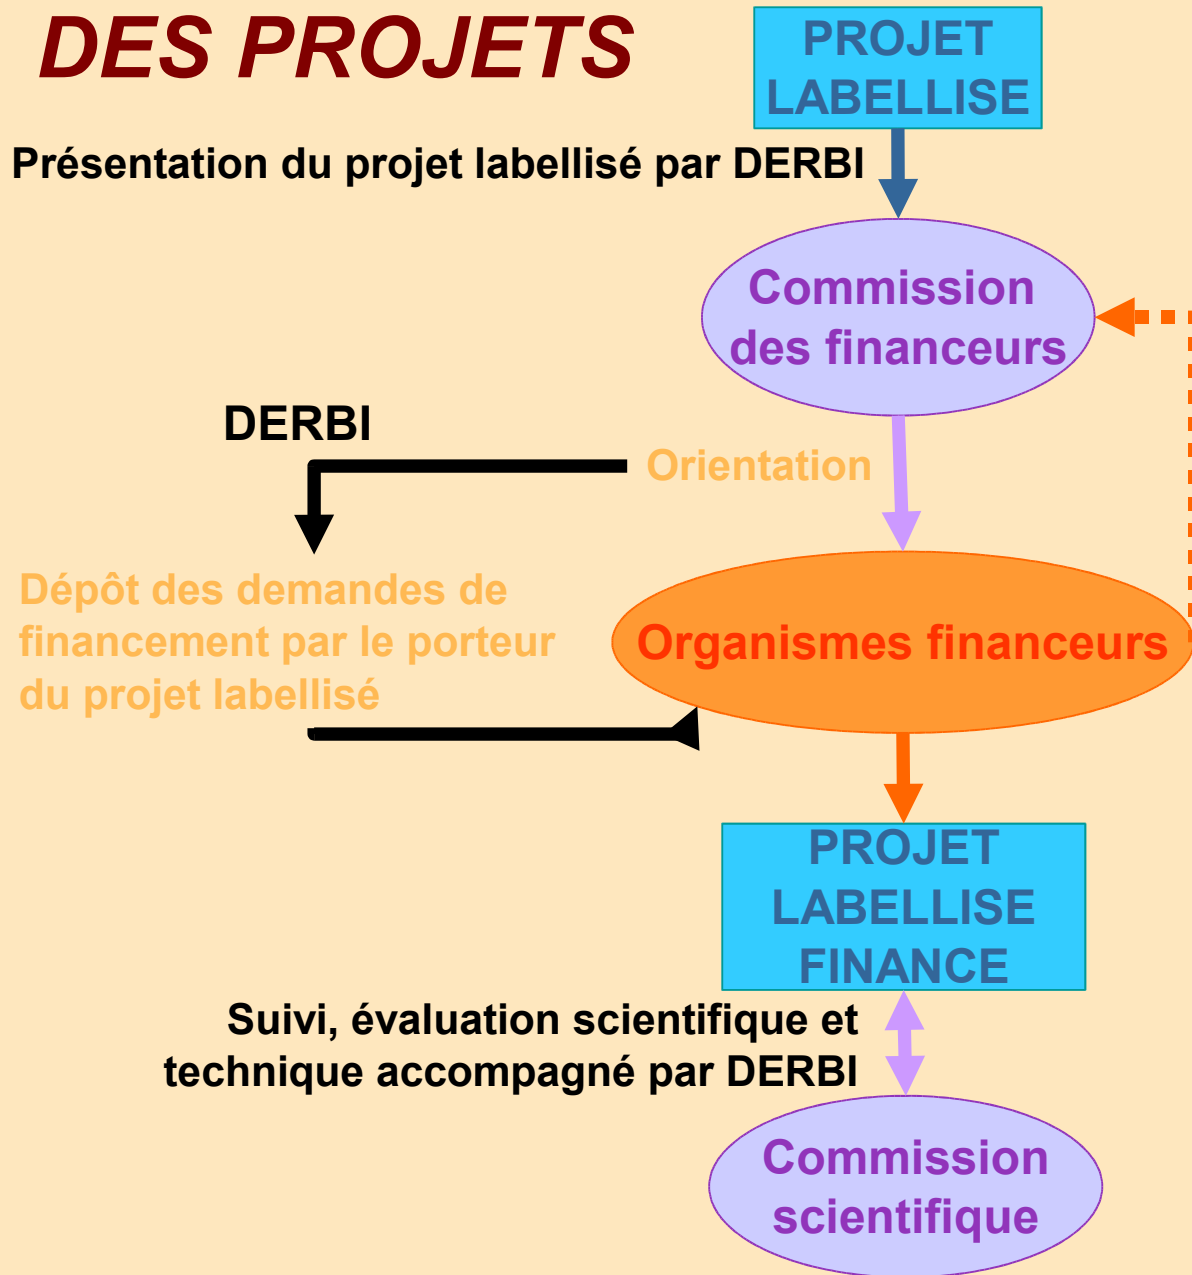 DES PROJETS
PROJET
LABELLISE
Présentation du projet labellisé par DERBI
Commission
des financeurs
DERBI
Orientation
Dépôt des demandes de
financement par le porteur
du projet labellisé
Organismes financeurs
PROJET
LABELLISE
FINANCE
Suivi, évaluation scientifique et
technique accompagné par DERBI
Commission
scientifique